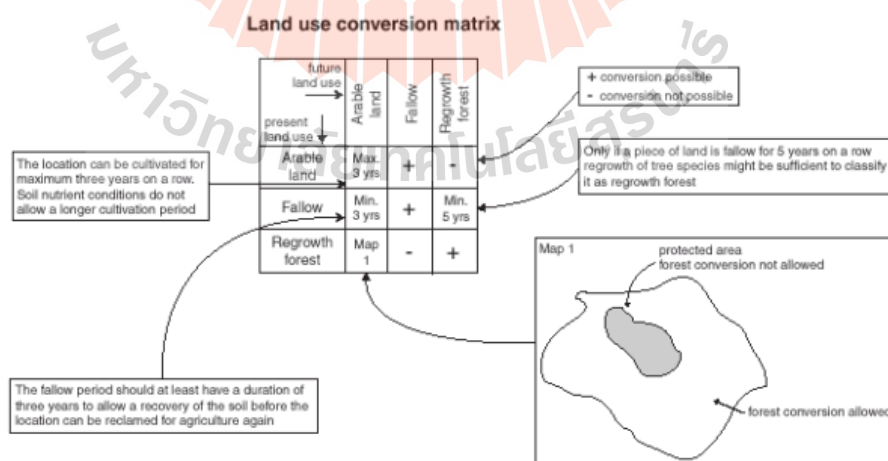 Land use conversion matrix
future
land use
present
land use
Arable
land
Fallow
Regrowth
forest
Arable
land
Max.
3 yrs
+
-
Fallow
Min.
3 yrs
+
Min.
5 yrs
Regrowth
forest
Map
1
-
+
+ conversion possible
- conversion not possible
The location can be cultivated for
maximum three years on a row.
Soil nutrient conditions do not
allow a longer cultivation period
Only if a piece of land is fallow for 5 years on a row
regrowth of tree species might be sufficient to classify
it as regrowth forest
Map 1
protected area
forest conversion not allowed
forest conversion allowed
The fallow period should at least have a duration of
three years to allow a recovery of the soil before the
location can be reclaimed for agriculture again